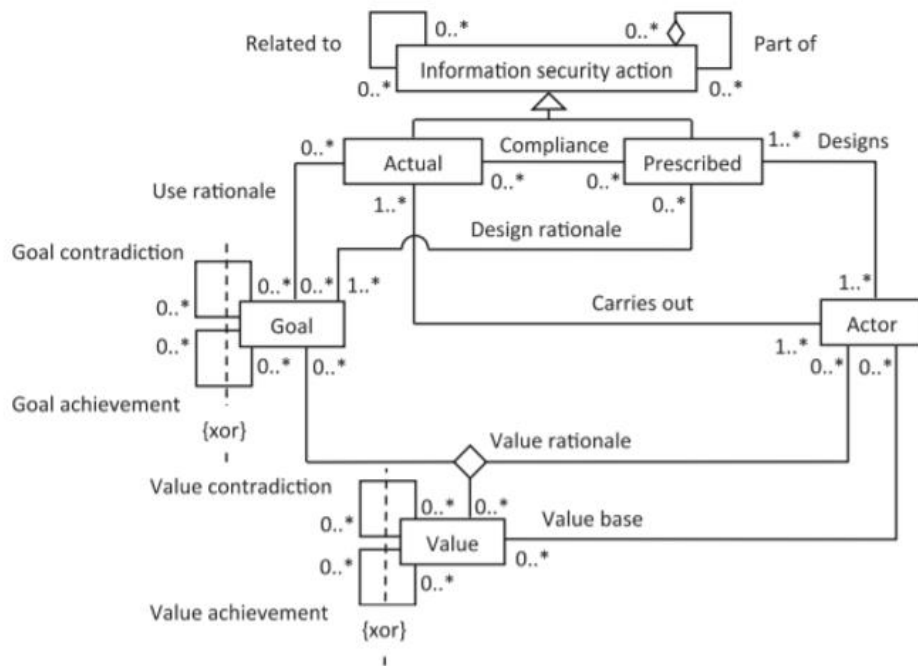 Related to 0..* 0..* Part of
Information security action
0..* 0..*
0..* Actual Compliance Prescribed 1..* Designs
0..* 0..*
Use rationale 1..* 0..*
Design rationale
Goal contradiction
0..* 0..* 0..* 1..* 1..*
Carries out
Goal Actor
0..* 0..* 0..* 1..* 0..* 0..*
Goal achievement
{xor}
Value rationale
Value contradiction 0..* 0..*
0..* Value base
Value
0..* 0..* 0..*
Value achievement
{xor}